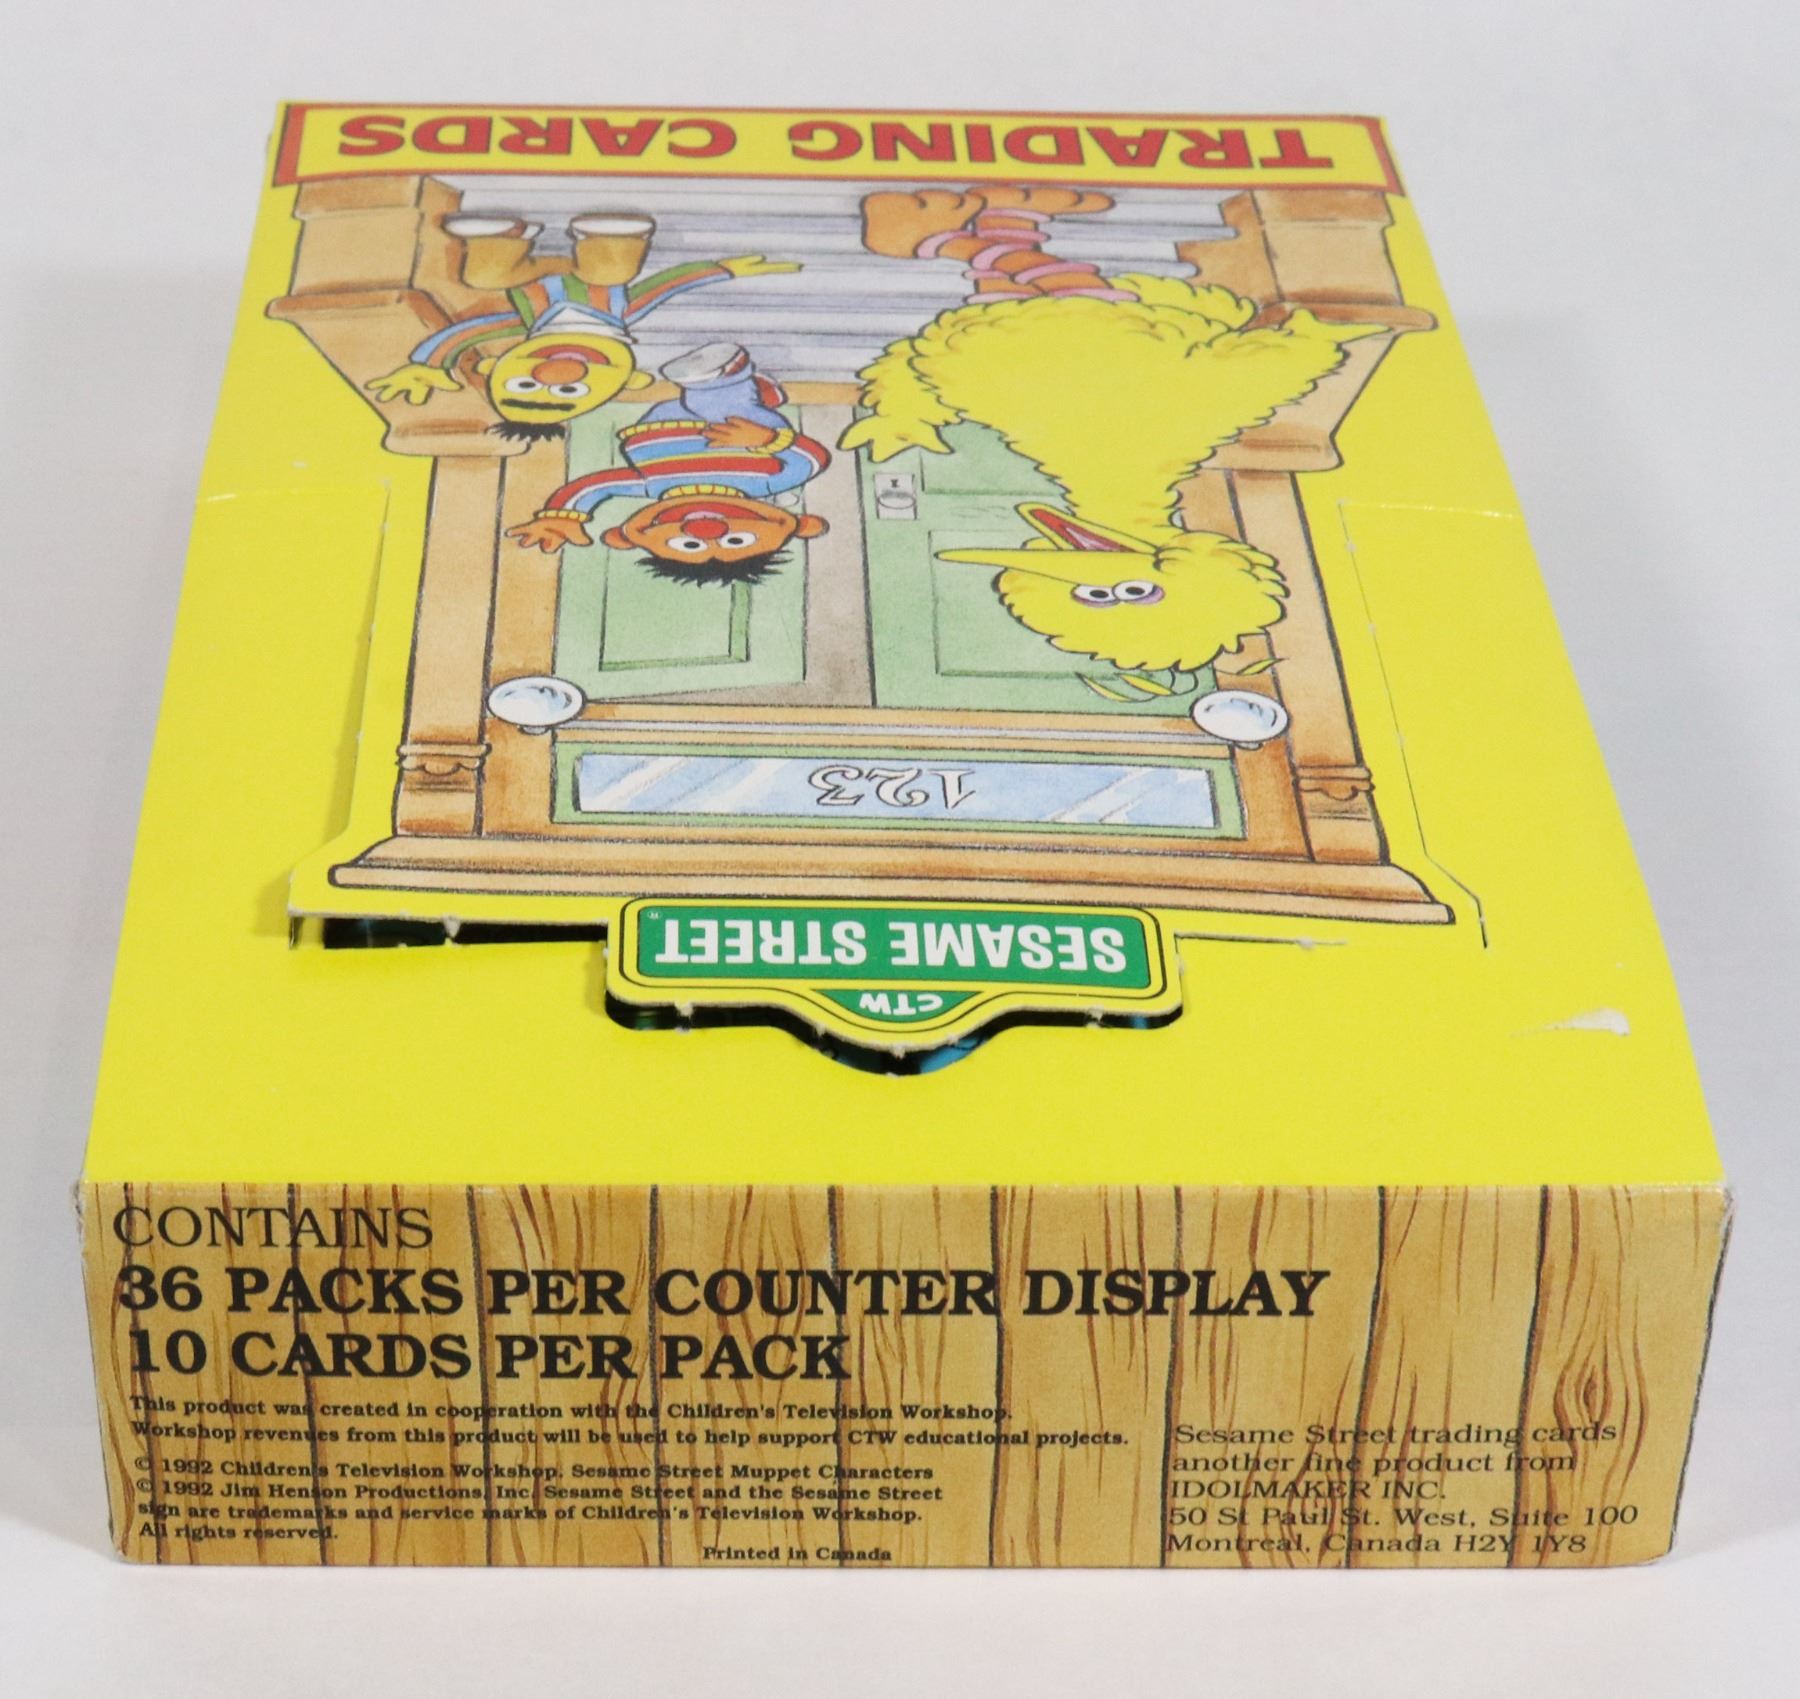 TRADING CARDS
1
123
SESAME STREET
®
CTW
CONTAINS
36 PACKS PER COUNTER DISPLAY
10 CARDS PER PACK
This product was created in cooperation with the Children's Television Workshop.
Workshop revenues from this product will be used to help support CTW educational projects.
© 1992 Children's Television Workshop. Sesame Street Muppet Characters
© 1992 Jim Henson Productions, Inc. Sesame Street and the Sesame Street
sign are trademarks and service marks of Children's Television Workshop.
All rights reserved.
Printed in Canada
Sesame Street trading cards
another fine product from
IDOLMAKER INC.
50 St Paul St. West, Suite 100
Montreal, Canada H2Y 1Y8